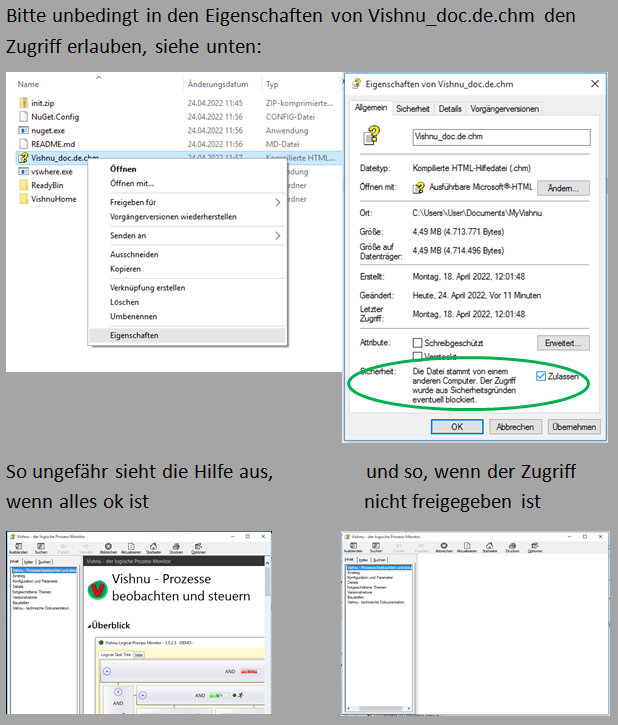 Bitte unbedingt in den Eigenschaften von Vishnu_doc.de.chm den
Zugriff erlauben, siehe unten:
Name Änderungsdatum Typ
init.zip 24.04.2022 11:45 ZIP-komprimierte...
NuGet.Config 24.04.2022 11:46 CONFIG-Datei
nuget.exe 24.04.2022 11:46 Anwendung
README.md 24.04.2022 11:45 MD-Datei
Vishnu_doc.de.chm 24.04.2022 11:57 Kompilierte HTML...
vswhere.exe Anwendung
ReadyBin
VishnuHome
Öffnen
Öffnen mit...
Freigeben für
Vorgängerversionen wiederherstellen
Senden an
Ausschneiden
Kopieren
Verknüpfung erstellen
Löschen
Umbenennen
Eigenschaften
Eigenschaften von Vishnu_doc.de.chm
Allgemein Sicherheit Details Vorgängerversionen
Vishnu_doc.de.chm
Dateityp: Kompilierte HTML-Hilfedatei (.chm)
Öffnen mit: Ausführbare Microsoft®-HTML Ändern...
Ort: C:\Users\User\Documents\MyVishnu
Größe: 4,49 MB (4.713.771 Bytes)
Größe auf
Datenträger: 4,49 MB (4.714.496 Bytes)
Erstellt: Montag, 18. April 2022, 12:01:48
Geändert: Heute, 24. April 2022, Vor 11 Minuten
Letzter
Zugriff: Montag, 18. April 2022, 12:01:48
Attribute: Schreibgeschützt Erweitert...
Versteckt
Sicherheit: Die Datei stammt von einem Zulassen
anderen Computer. Der Zugriff
wurde aus Sicherheitsgründen
eventuell blockiert.
OK Abbrechen Übernehmen
So ungefähr sieht die Hilfe aus,
wenn alles ok ist
und so, wenn der Zugriff
nicht freigegeben ist
Vishnu - der logische Prozess-Monitor
Ausblenden Suchen Zurück Vorwärts Abbrechen Aktualisieren Startseite Drucken Optionen
Inhalt Index Suchen
Vishnu - Prozesse beobachten und steue
Einstieg
Konfiguration und Parameter
Details
fortgeschrittene Themen
Versionshistorie
Baustellen
Vishnu - technische Dokumentation
Vishnu - der logische Prozess-Monitor
Vishnu - Prozesse
beobachten und steuern
Überblick
Vishnu Logical Process Monitor - 5.0.2.5 -DEMO-
Logical Task Tree Jobs
AND
AND AND
Vishnu - der logische Prozess-Monitor
Ausblenden Suchen Zurück Vorwärts Abbrechen Aktualisieren Startseite Drucken Optionen
Inhalt Index Suchen
Vishnu - Prozesse beobachten und steue
Einstieg
Konfiguration und Parameter
Details
fortgeschrittene Themen
Versionshistorie
Baustellen
Vishnu - technische Dokumentation